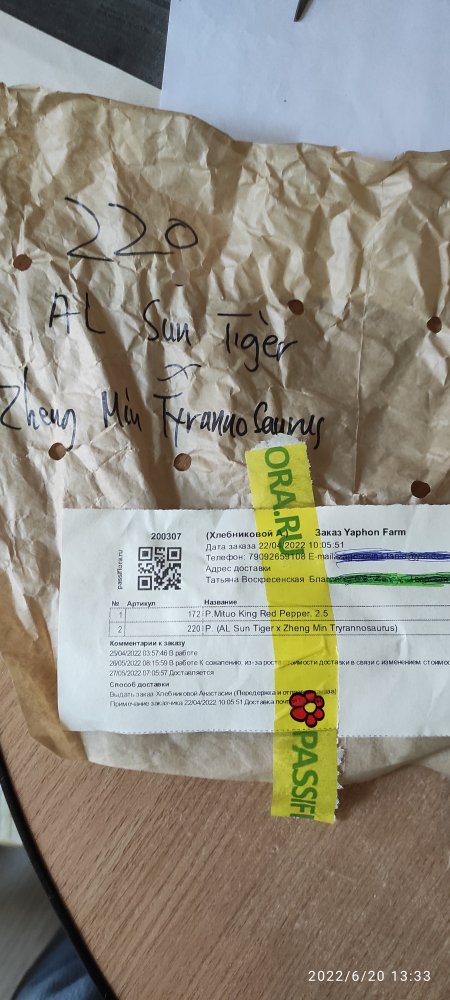 220
AL Sun Tiger
x
Zheng Min Tyrannosaurus
ORA.RU
200307 (Хлебниковой А Заказ Yaphon Farm
Дата заказа 22/04/2022 10:05:51
Телефон: 79092659108 E-mail:
Адрес доставки
Татьяна Воскресенская
passiflora.ru
№ Артикул Название
1 172 P.Mituo King Red Pepper, 2.5
2 220 P. (AL Sun Tiger x Zheng Min Tryrannosaurus)
Комментарии к заказу
25/04/2022 03:57:46 В работе
26/05/2022 08:15:59 В работе К сожалению, из-за стоимости доставки в связи с изменением
27/05/2022 07:05:57 Доставляется
Способ доставки
Выдать заказ Хлебниковой Анастасии (Передержка и
Примечание заказчика 22/04/2022 10:05:51 Доставка
PASSIFL
2022/6/20 13:33